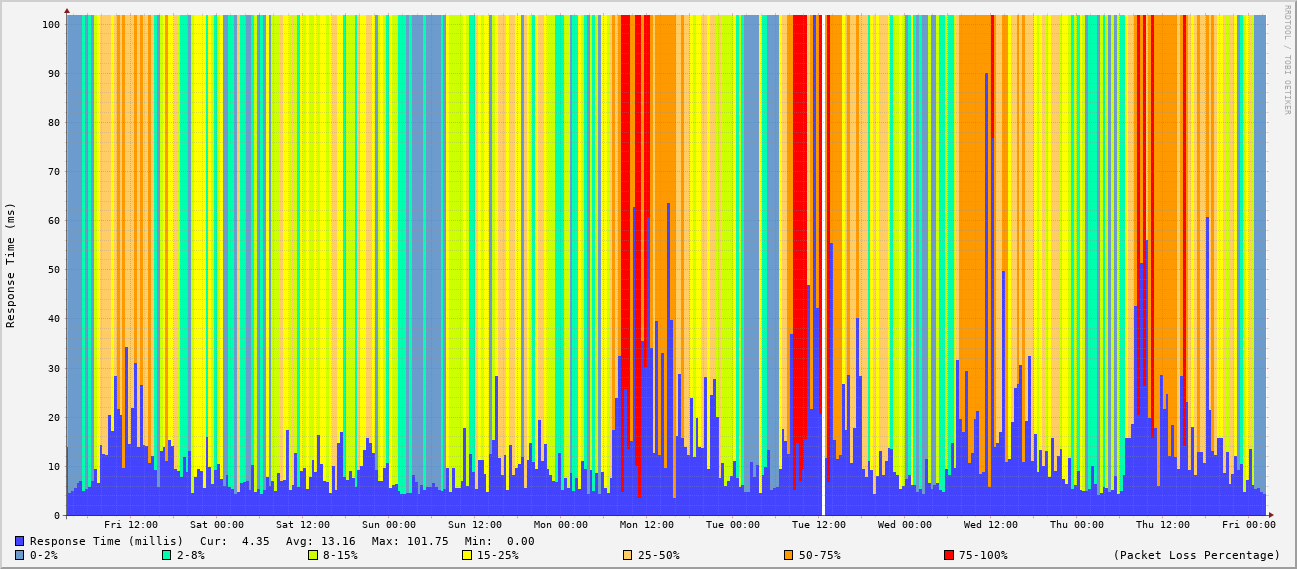 RRDTOOL / TOBI OETIKER
Response Time (ms)
100
90
80
70
60
50
40
30
20
10
0
Fri 12:00 Sat 00:00 Sat 12:00 Sun 00:00 Sun 12:00 Mon 00:00 Mon 12:00 Tue 00:00 Tue 12:00 Wed 00:00 Wed 12:00 Thu 00:00 Thu 12:00 Fri 00:00
Response Time (millis) Cur: 4.35 Avg: 13.16 Max: 101.75 Min: 0.00
0-2% 2-8% 8-15% 15-25% 25-50% 50-75% 75-100% (Packet Loss Percentage)